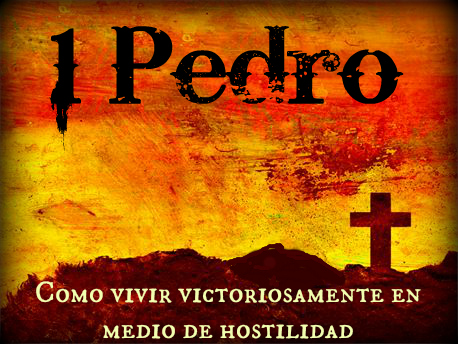 1 Pedro
Como vivir victoriosamente en
medio de hostilidad